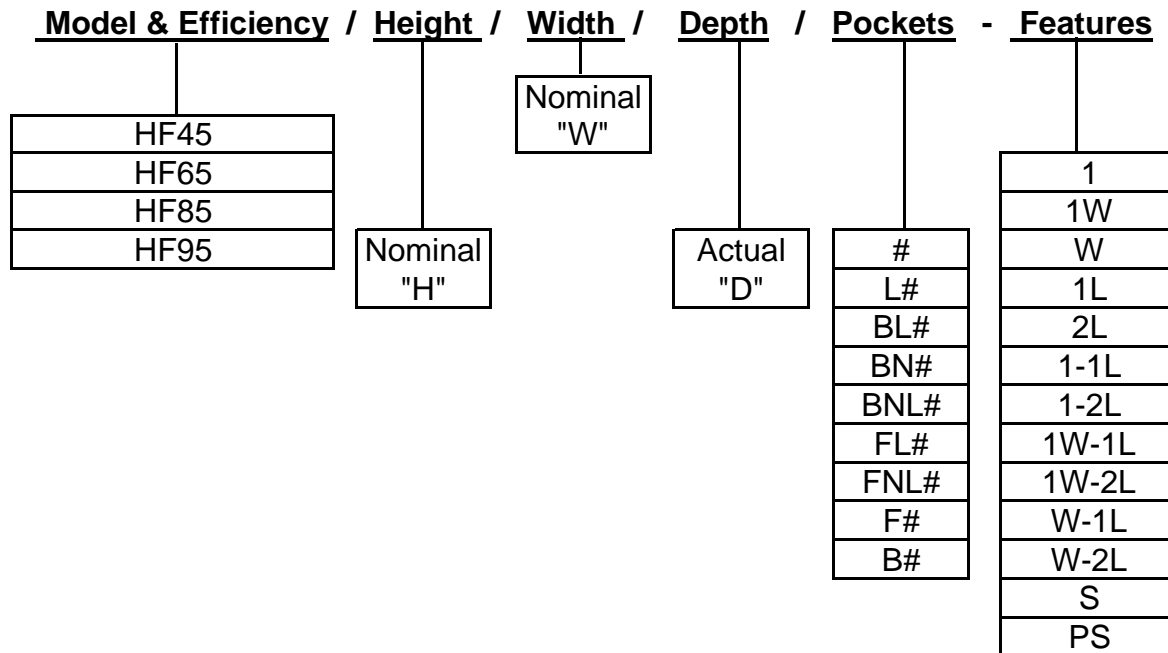 Model & Efficiency / Height / Width / Depth / Pockets - Features
Nominal
"W"
HF45
HF65
HF85
HF95
Nominal
"H"
Actual
"D"
#
L#
BL#
BN#
BNL#
FL#
FNL#
F#
B#
1
1W
W
1L
2L
1-1L
1-2L
1W-1L
1W-2L
W-1L
W-2L
S
PS